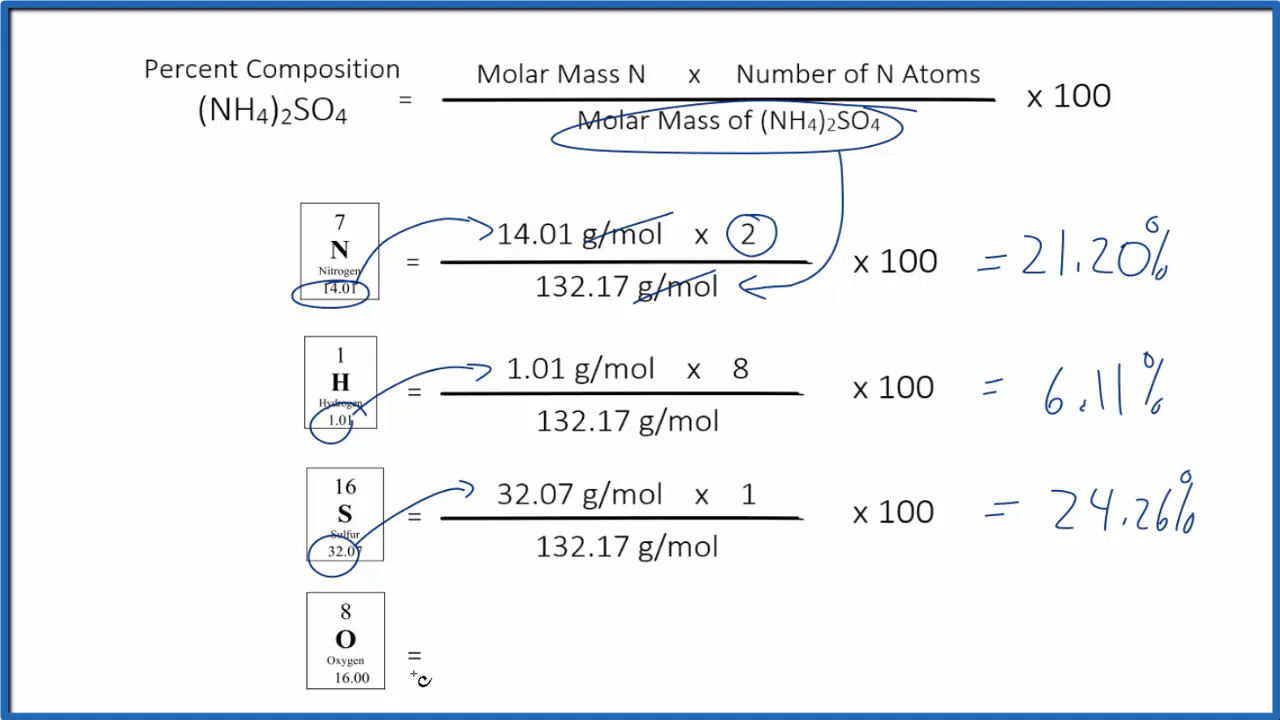 Percent Composition
(NH₄)₂SO₄ = Molar Mass N x Number of N Atoms x 100
Molar Mass of (NH₄)₂SO₄
7
N
Nitrogen
14.01
= 14.01 g/mol x 2 x 100 = 21.20%
132.17 g/mol
1
H
Hydrogen
1.01
= 1.01 g/mol x 8 x 100 = 6.11%
132.17 g/mol
16
S
Sulfur
32.07
= 32.07 g/mol x 1 x 100 = 24.26%
132.17 g/mol
8
O
Oxygen
16.00
=